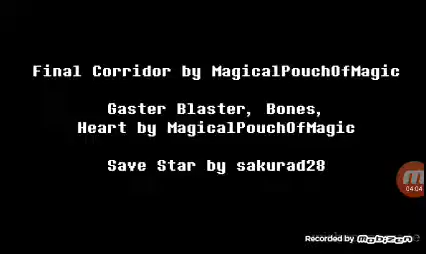 Final Corridor by MagicalPouchOfMagic
Gaster Blaster, Bones,
Heart by MagicalPouchOfMagic
Save Star by sakurad28
04:04
Recorded by Mobizen